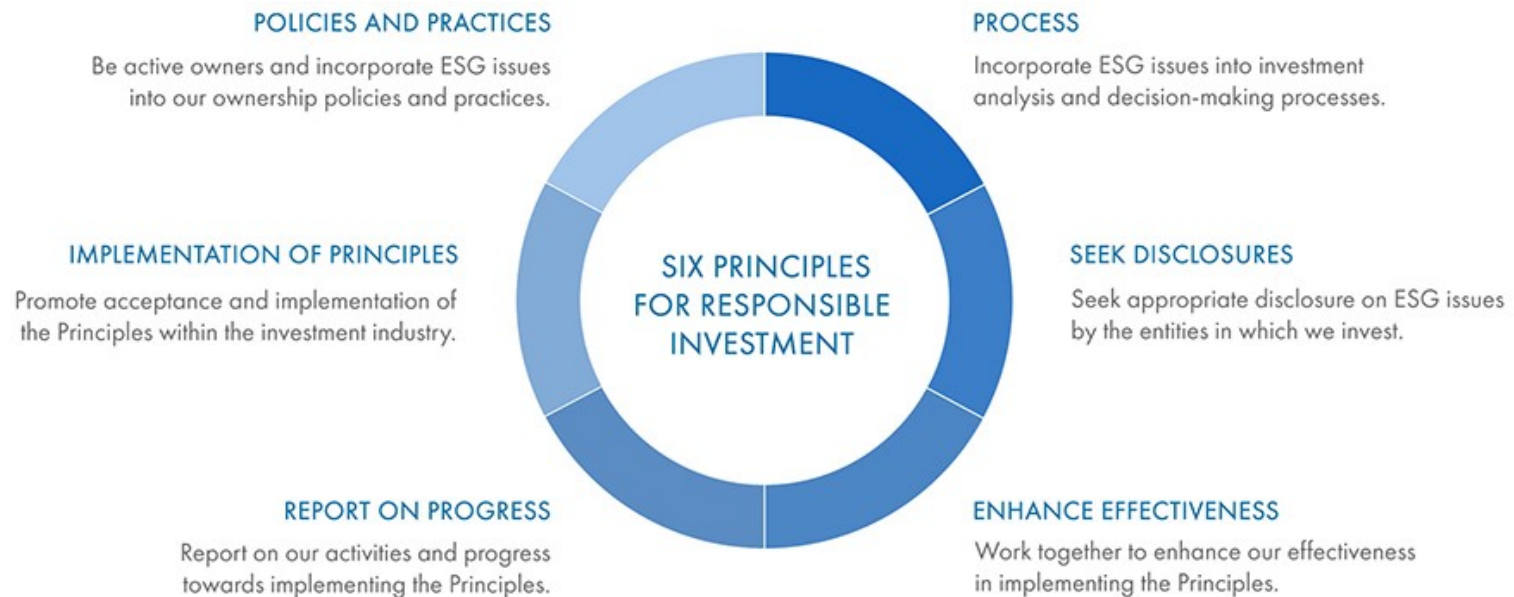 POLICIES AND PRACTICES
Be active owners and incorporate ESG issues
into our ownership policies and practices.
PROCESS
Incorporate ESG issues into investment
analysis and decision-making processes.
IMPLEMENTATION OF PRINCIPLES
Promote acceptance and implementation of
the Principles within the investment industry.
SIX PRINCIPLES
FOR RESPONSIBLE
INVESTMENT
SEEK DISCLOSURES
Seek appropriate disclosure on ESG issues
by the entities in which we invest.
REPORT ON PROGRESS
Report on our activities and progress
towards implementing the Principles.
ENHANCE EFFECTIVENESS
Work together to enhance our effectiveness
in implementing the Principles.